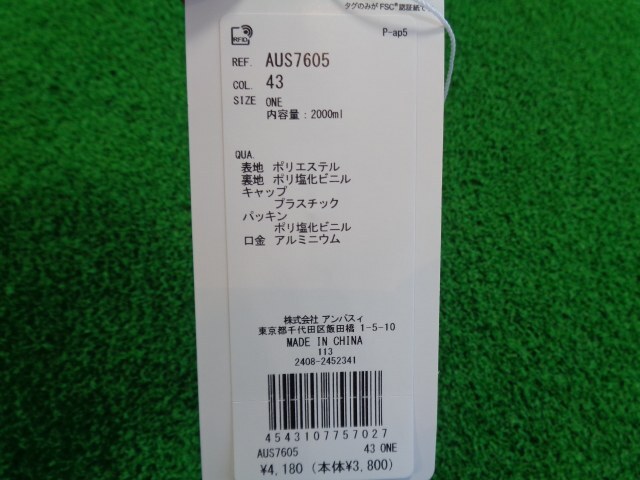 タグのみが FSC® 認証紙で
RFID
P-ap5
REF. AUS7605
COL. 43
SIZE ONE
内容量：2000ml
QUA.
表地 ポリエステル
裏地 ポリ塩化ビニル
キャップ
プラスチック
パッキン
ポリ塩化ビニル
口金 アルミニウム
株式会社 アンパスィ
東京都千代田区飯田橋 1-5-10
MADE IN CHINA
113
2408-2452341
4543107757027
AUS7605 43 ONE
¥4,180 (本体¥3,800)